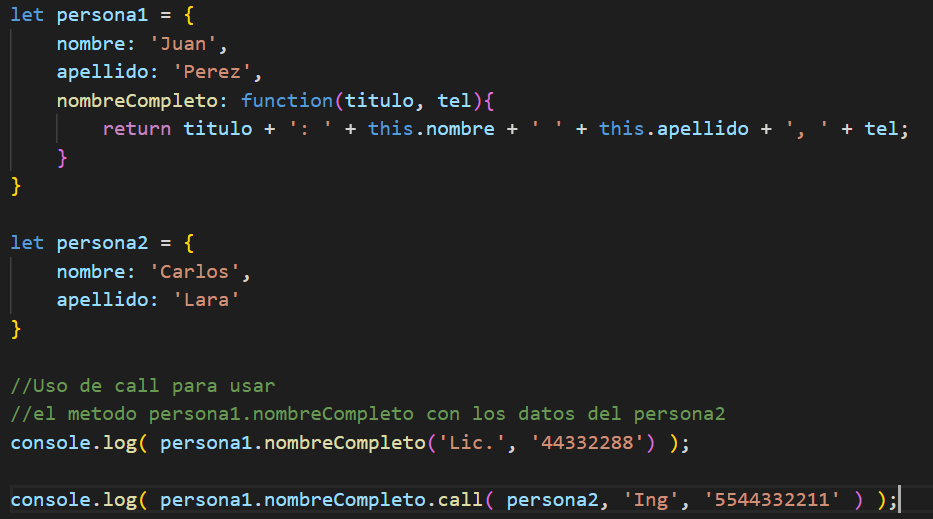 let persona1 = {
    nombre: 'Juan',
    apellido: 'Perez',
    nombreCompleto: function(titulo, tel){
        return titulo + ': ' + this.nombre + ' ' + this.apellido + ', ' + tel;
    }
}

let persona2 = {
    nombre: 'Carlos',
    apellido: 'Lara'
}

//Uso de call para usar
//el metodo persona1.nombreCompleto con los datos del persona2
console.log( persona1.nombreCompleto('Lic.', '44332288') );

console.log( persona1.nombreCompleto.call( persona2, 'Ing', '5544332211' ) );